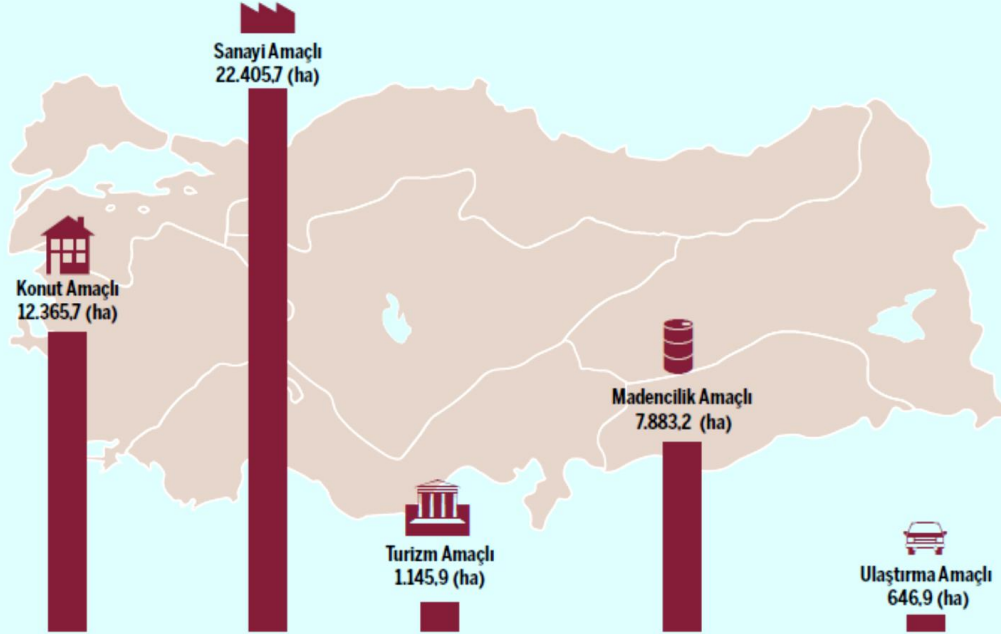 Sanayi Amaçlı
22.405,7 (ha)
Konut Amaçlı
12.365,7 (ha)
Madencilik Amaçlı
7.883,2 (ha)
Turizm Amaçlı
1.145,9 (ha)
Ulaştırma Amaçlı
646,9 (ha)